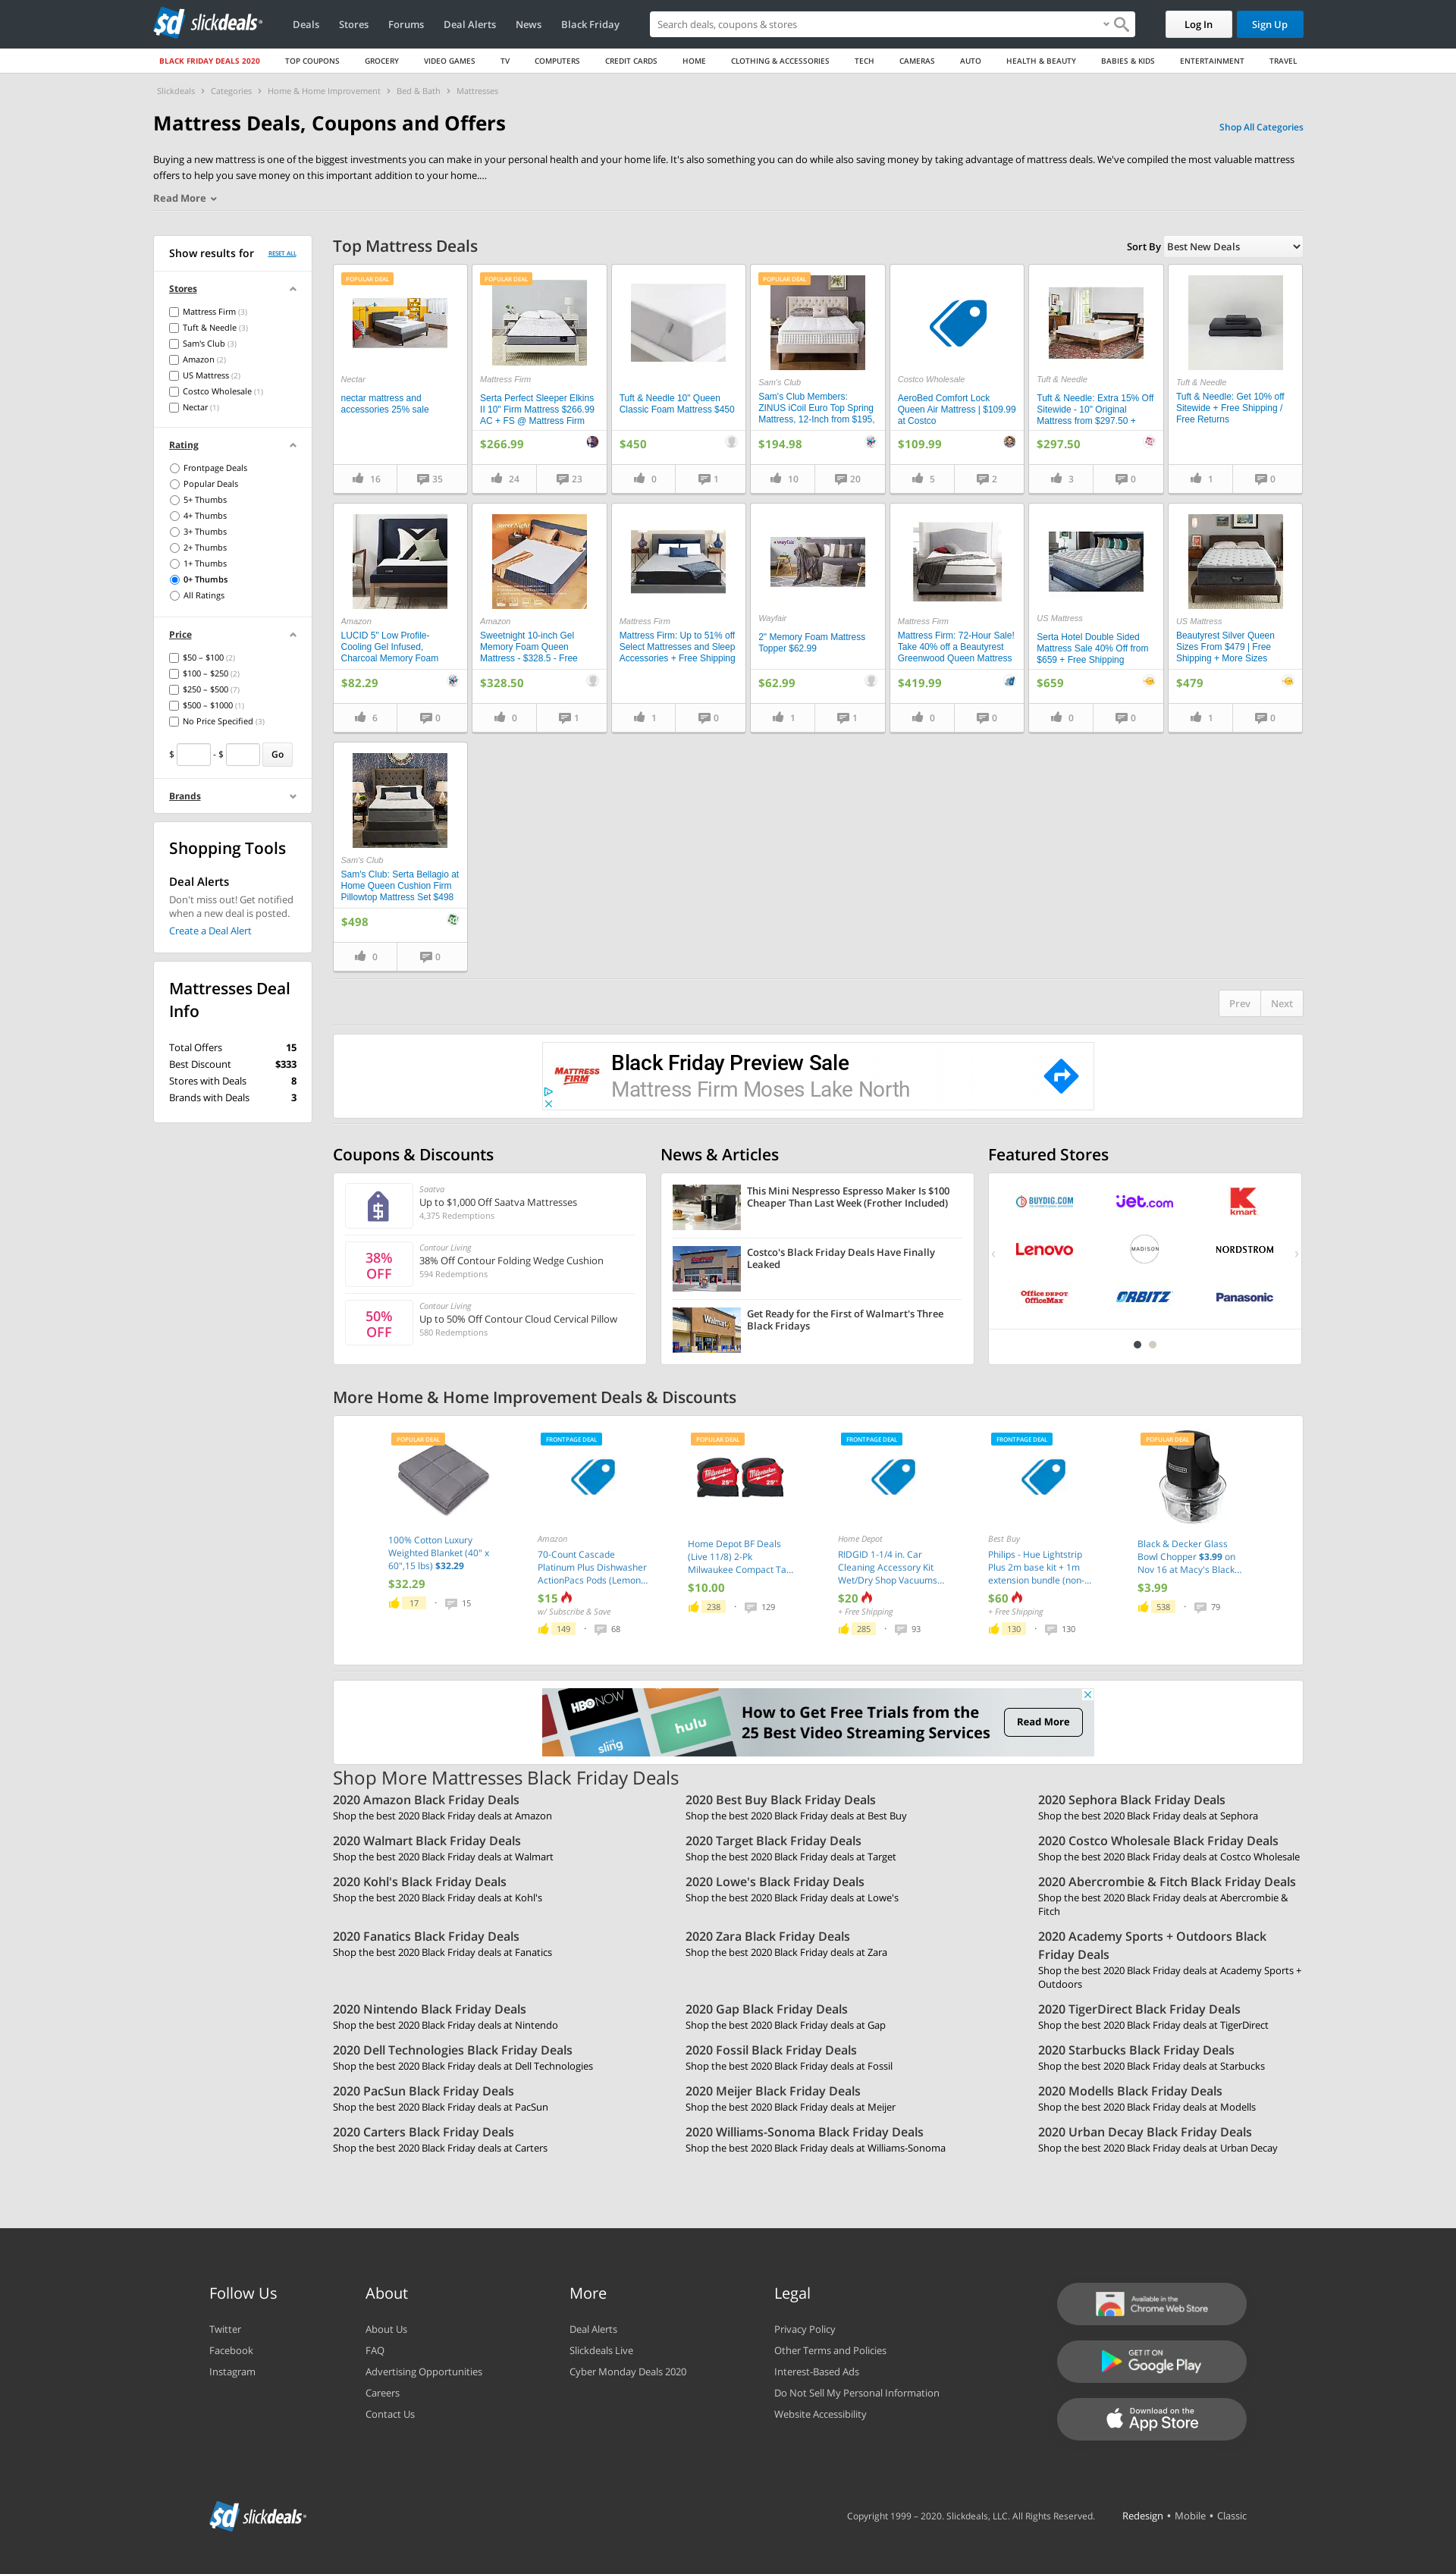 slickdeals
Deals
Stores
Forums
Deal Alerts
News
Black Friday
Search deals, coupons & stores
Log In
Sign Up
BLACK FRIDAY DEALS 2020
TOP COUPONS
GROCERY
VIDEO GAMES
TV
COMPUTERS
CREDIT CARDS
HOME
CLOTHING & ACCESSORIES
TECH
CAMERAS
AUTO
HEALTH & BEAUTY
BABIES & KIDS
ENTERTAINMENT
TRAVEL
Slickdeals > Categories > Home & Home Improvement > Bed & Bath > Mattresses
Mattress Deals, Coupons and Offers
Shop All Categories
Buying a new mattress is one of the biggest investments you can make in your personal health and your home life. It's also something you can do while also saving money by taking advantage of mattress deals. We've compiled the most valuable mattress
offers to help you save money on this important addition to your home....
Read More
Show results for
RESET ALL
Stores
Mattress Firm (3)
Tuft & Needle (3)
Sam's Club (3)
Amazon (2)
US Mattress (2)
Costco Wholesale (1)
Nectar (1)
Rating
Frontpage Deals
Popular Deals
5+ Thumbs
4+ Thumbs
3+ Thumbs
2+ Thumbs
1+ Thumbs
0+ Thumbs
All Ratings
Price
$50 – $100 (2)
$100 – $250 (2)
$250 – $500 (7)
$500 – $1000 (1)
No Price Specified (3)
$ - $ Go
Brands
Shopping Tools
Deal Alerts
Don't miss out! Get notified
when a new deal is posted.
Create a Deal Alert
Mattresses Deal
Info
Total Offers 15
Best Discount $333
Stores with Deals 8
Brands with Deals 3
Top Mattress Deals
Sort By Best New Deals
POPULAR DEAL
Nectar
nectar mattress and
accessories 25% sale
16 35
POPULAR DEAL
Mattress Firm
Serta Perfect Sleeper Elkins
II 10" Firm Mattress $266.99
AC + FS @ Mattress Firm
$266.99
24 23
Tuft & Needle 10" Queen
Classic Foam Mattress $450
$450
0 1
POPULAR DEAL
Sam's Club
Sam's Club Members:
ZINUS iCoil Euro Top Spring
Mattress, 12-Inch from $195,
$194.98
10 20
Costco Wholesale
AeroBed Comfort Lock
Queen Air Mattress | $109.99
at Costco
$109.99
5 2
Tuft & Needle
Tuft & Needle: Extra 15% Off
Sitewide - 10" Original
Mattress from $297.50 +
$297.50
3 0
Tuft & Needle
Tuft & Needle: Get 10% off
Sitewide + Free Shipping /
Free Returns
1 0
Amazon
LUCID 5" Low Profile-
Cooling Gel Infused,
Charcoal Memory Foam
$82.29
6 0
Sweet Night
Amazon
Sweetnight 10-inch Gel
Memory Foam Queen
Mattress - $328.5 - Free
$328.50
0 1
Mattress Firm
Mattress Firm: Up to 51% off
Select Mattresses and Sleep
Accessories + Free Shipping
1 0
wayfair
Wayfair
2" Memory Foam Mattress
Topper $62.99
$62.99
1 1
Mattress Firm
Mattress Firm: 72-Hour Sale!
Take 40% off a Beautyrest
Greenwood Queen Mattress
$419.99
0 0
US Mattress
Serta Hotel Double Sided
Mattress Sale 40% Off from
$659 + Free Shipping
$659
0 0
US Mattress
Beautyrest Silver Queen
Sizes From $479 | Free
Shipping + More Sizes
$479
1 0
Sam's Club
Sam's Club: Serta Bellagio at
Home Queen Cushion Firm
Pillowtop Mattress Set $498
$498
0 0
Prev
Next
MATTRESS FIRM
Black Friday Preview Sale
Mattress Firm Moses Lake North
Coupons & Discounts
Saatva
Up to $1,000 Off Saatva Mattresses
4,375 Redemptions
38%
OFF
Contour Living
38% Off Contour Folding Wedge Cushion
594 Redemptions
50%
OFF
Contour Living
Up to 50% Off Contour Cloud Cervical Pillow
580 Redemptions
News & Articles
This Mini Nespresso Espresso Maker Is $100
Cheaper Than Last Week (Frother Included)
Costco's Black Friday Deals Have Finally
Leaked
Walmart
Get Ready for the First of Walmart's Three
Black Fridays
Featured Stores
BUYDIG.COM
jet.com
kmart
Lenovo
MADISON
NORDSTROM
Office DEPOT
OfficeMax
ORBITZ
Panasonic
More Home & Home Improvement Deals & Discounts
POPULAR DEAL
100% Cotton Luxury
Weighted Blanket (40" x
60",15 lbs) $32.29
$32.29
17 · 15
FRONTPAGE DEAL
Amazon
70-Count Cascade
Platinum Plus Dishwasher
ActionPacs Pods (Lemon...
$15
w/ Subscribe & Save
149 · 68
POPULAR DEAL
Milwaukee
Milwaukee
Home Depot BF Deals
(Live 11/8) 2-Pk
Milwaukee Compact Ta...
$10.00
238 · 129
FRONTPAGE DEAL
Home Depot
RIDGID 1-1/4 in. Car
Cleaning Accessory Kit
Wet/Dry Shop Vacuums...
$20
+ Free Shipping
285 · 93
FRONTPAGE DEAL
Best Buy
Philips - Hue Lightstrip
Plus 2m base kit + 1m
extension bundle (non-...
$60
+ Free Shipping
130 · 130
POPULAR DEAL
Black & Decker Glass
Bowl Chopper $3.99 on
Nov 16 at Macy's Black...
$3.99
538 · 79
HBO NOW
hulu
sling
How to Get Free Trials from the
25 Best Video Streaming Services
Read More
Shop More Mattresses Black Friday Deals
2020 Amazon Black Friday Deals
Shop the best 2020 Black Friday deals at Amazon
2020 Best Buy Black Friday Deals
Shop the best 2020 Black Friday deals at Best Buy
2020 Sephora Black Friday Deals
Shop the best 2020 Black Friday deals at Sephora
2020 Walmart Black Friday Deals
Shop the best 2020 Black Friday deals at Walmart
2020 Target Black Friday Deals
Shop the best 2020 Black Friday deals at Target
2020 Costco Wholesale Black Friday Deals
Shop the best 2020 Black Friday deals at Costco Wholesale
2020 Kohl's Black Friday Deals
Shop the best 2020 Black Friday deals at Kohl's
2020 Lowe's Black Friday Deals
Shop the best 2020 Black Friday deals at Lowe's
2020 Abercrombie & Fitch Black Friday Deals
Shop the best 2020 Black Friday deals at Abercrombie &
Fitch
2020 Fanatics Black Friday Deals
Shop the best 2020 Black Friday deals at Fanatics
2020 Zara Black Friday Deals
Shop the best 2020 Black Friday deals at Zara
2020 Academy Sports + Outdoors Black
Friday Deals
Shop the best 2020 Black Friday deals at Academy Sports +
Outdoors
2020 Nintendo Black Friday Deals
Shop the best 2020 Black Friday deals at Nintendo
2020 Gap Black Friday Deals
Shop the best 2020 Black Friday deals at Gap
2020 TigerDirect Black Friday Deals
Shop the best 2020 Black Friday deals at TigerDirect
2020 Dell Technologies Black Friday Deals
Shop the best 2020 Black Friday deals at Dell Technologies
2020 Fossil Black Friday Deals
Shop the best 2020 Black Friday deals at Fossil
2020 Starbucks Black Friday Deals
Shop the best 2020 Black Friday deals at Starbucks
2020 PacSun Black Friday Deals
Shop the best 2020 Black Friday deals at PacSun
2020 Meijer Black Friday Deals
Shop the best 2020 Black Friday deals at Meijer
2020 Modells Black Friday Deals
Shop the best 2020 Black Friday deals at Modells
2020 Carters Black Friday Deals
Shop the best 2020 Black Friday deals at Carters
2020 Williams-Sonoma Black Friday Deals
Shop the best 2020 Black Friday deals at Williams-Sonoma
2020 Urban Decay Black Friday Deals
Shop the best 2020 Black Friday deals at Urban Decay
Follow Us
Twitter
Facebook
Instagram
About
About Us
FAQ
Advertising Opportunities
Careers
Contact Us
More
Deal Alerts
Slickdeals Live
Cyber Monday Deals 2020
Legal
Privacy Policy
Other Terms and Policies
Interest-Based Ads
Do Not Sell My Personal Information
Website Accessibility
Available in the
Chrome Web Store
GET IT ON
Google Play
Download on the
App Store
slickdeals
Copyright 1999 – 2020. Slickdeals, LLC. All Rights Reserved.
Redesign • Mobile • Classic